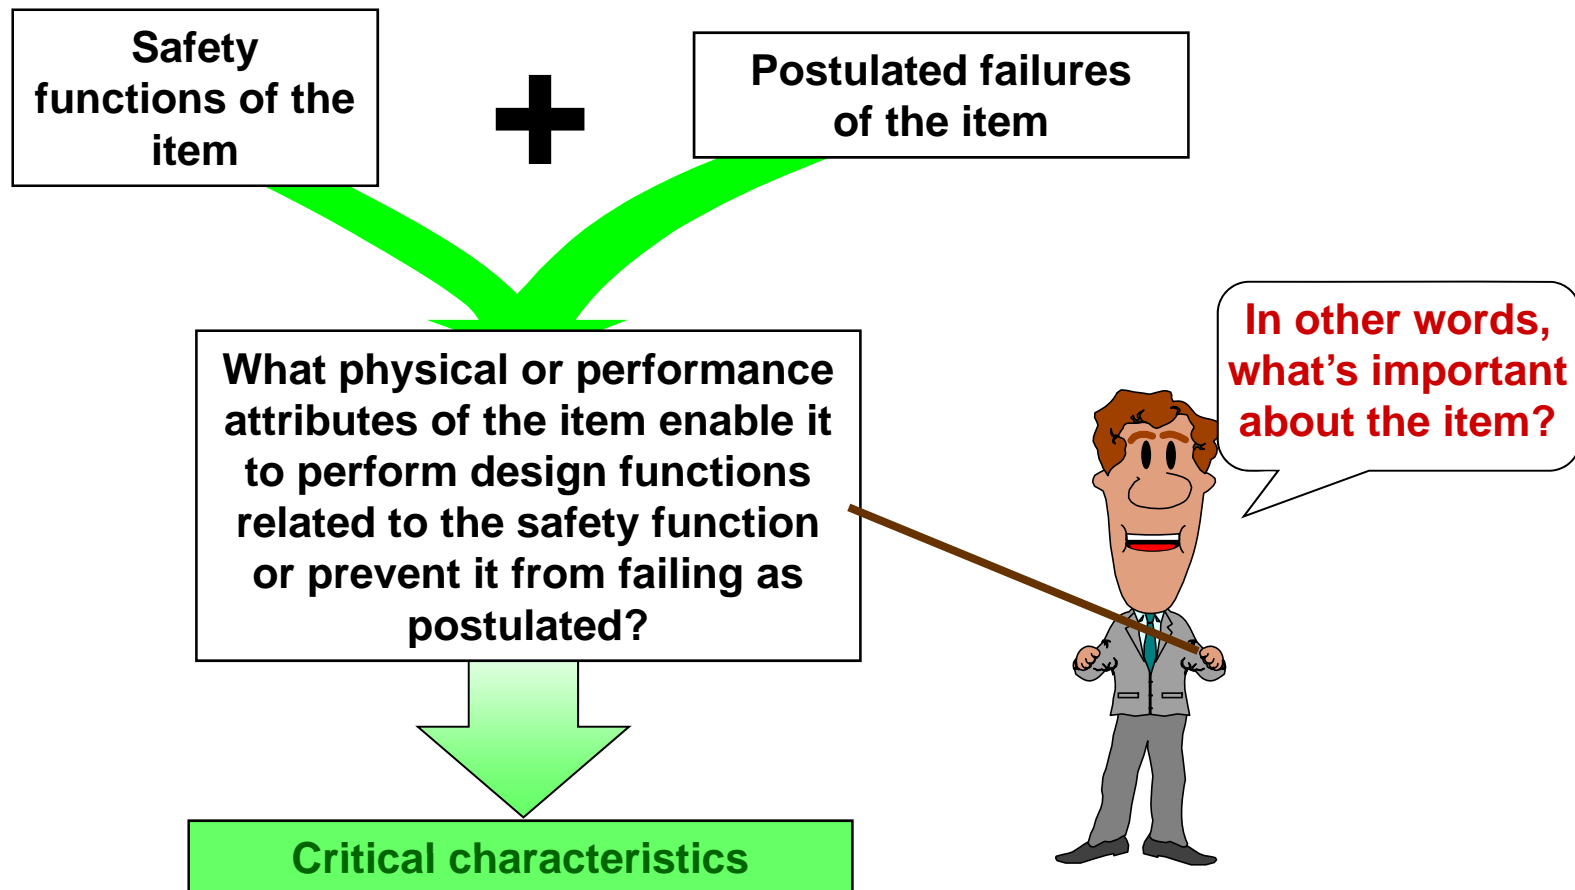 Safety
functions of the
item
Postulated failures
of the item
What physical or performance
attributes of the item enable it
to perform design functions
related to the safety function
or prevent it from failing as
postulated?
In other words,
what’s important
about the item?
Critical characteristics